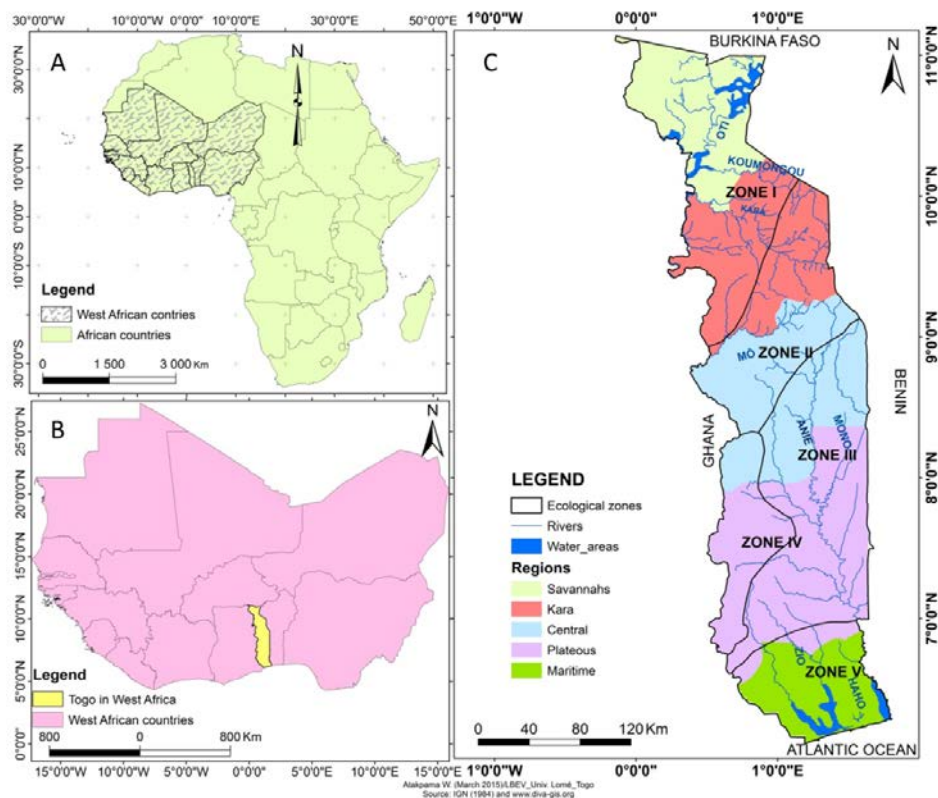 30°0'0"W 10°0'0"W 10°0'0"E 30°0'0"E 50°0'0"E
30°0'0"N
10°0'0"N
0°0'0"
10°0'0"S
30°0'0"S
A
N
Legend
West African contries
African countries
0 1 500 3 000 Km
B
N
25°0'0"N
20°0'0"N
15°0'0"N
10°0'0"N
5°0'0"N
Legend
Togo in West Africa
West African countries
800 0 800 Km
15°0'0"W 10°0'0"W 5°0'0"W 0°0'0" 5°0'0"E 10°0'0"E 15°0'0"E
1°0'0"W 0°0'0" 1°0'0"E
C
N
BURKINA FASO
OTI
KOUMONGOU
ZONE I
KARA
MÔ
ZONE II
GHANA
BENIN
ANIE
MONO
ZONE III
ZONE IV
ZIO
ZONE V
HAHO
ATLANTIC OCEAN
11°0'0"N
10°0'0"N
9°0'0"N
8°0'0"N
7°0'0"N
LEGEND
Ecological zones
Rivers
Water_areas
Regions
Savannahs
Kara
Central
Plateous
Maritime
0 40 80 120 Km
1°0'0"W 0°0'0" 1°0'0"E
Atakpama W. (March 2015)/LBEV_Univ. Lomé_Togo
Source: IGN (1984) and www.diva-gis.org